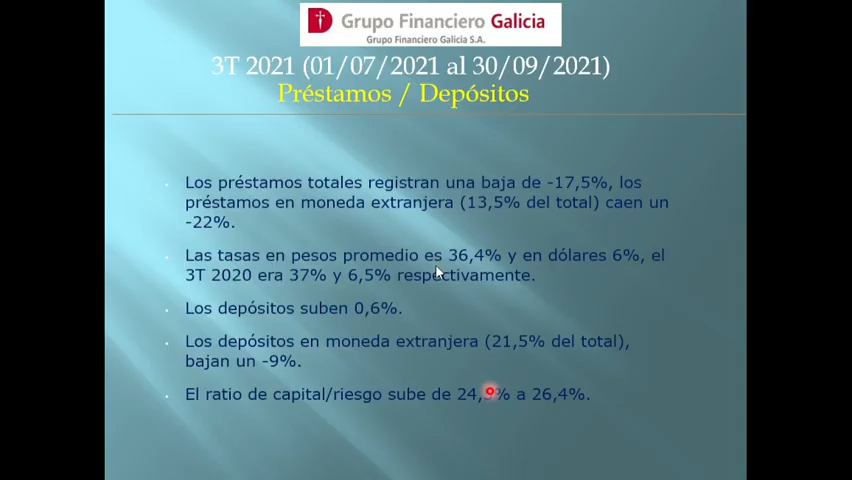 Grupo Financiero Galicia
Grupo Financiero Galicia S.A.
3T 2021 (01/07/2021 al 30/09/2021)
Préstamos / Depósitos
Los préstamos totales registran una baja de -17,5%, los
préstamos en moneda extranjera (13,5% del total) caen un
-22%.
Las tasas en pesos promedio es 36,4% y en dólares 6%, el
3T 2020 era 37% y 6,5% respectivamente.
Los depósitos suben 0,6%.
Los depósitos en moneda extranjera (21,5% del total),
bajan un -9%.
El ratio de capital/riesgo sube de a 26,4%.